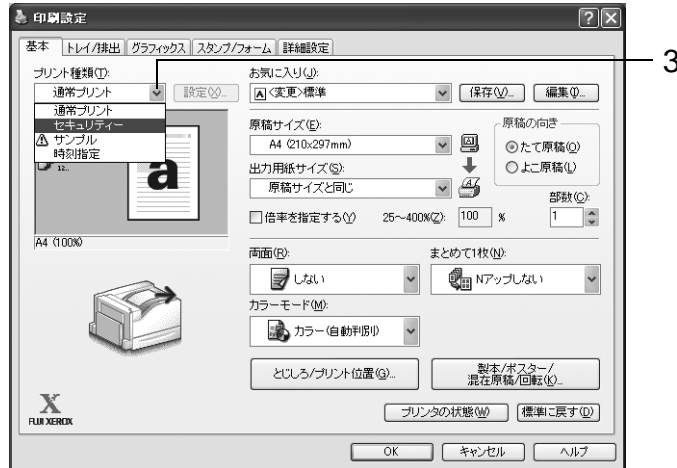 印刷設定
基本 トレイ/排出 グラフィックス スタンプ/フォーム 詳細設定
プリント種類(T):
通常プリント 設定(X)...
通常プリント
セキュリティー
サンプル
時刻指定
12..
a
A4 (100%)
FUJI XEROX
お気に入り(J):
A <変更>標準 保存(V)... 編集(I)...
原稿サイズ(E):
A4 (210x297mm)
出力用紙サイズ(S):
原稿サイズと同じ
原稿の向き
たて原稿(O)
よこ原稿(L)
倍率を指定する(Y) 25~400%(Z): 100 %
部数(C):
1
両面(R):
しない
まとめて1枚(N):
Nアップしない
カラーモード(M):
カラー(自動判別)
とじしろ/プリント位置(G)...
製本/ポスター/
混在原稿/回転(K)...
プリンタの状態(W) 標準に戻す(D)
OK キャンセル ヘルプ
3